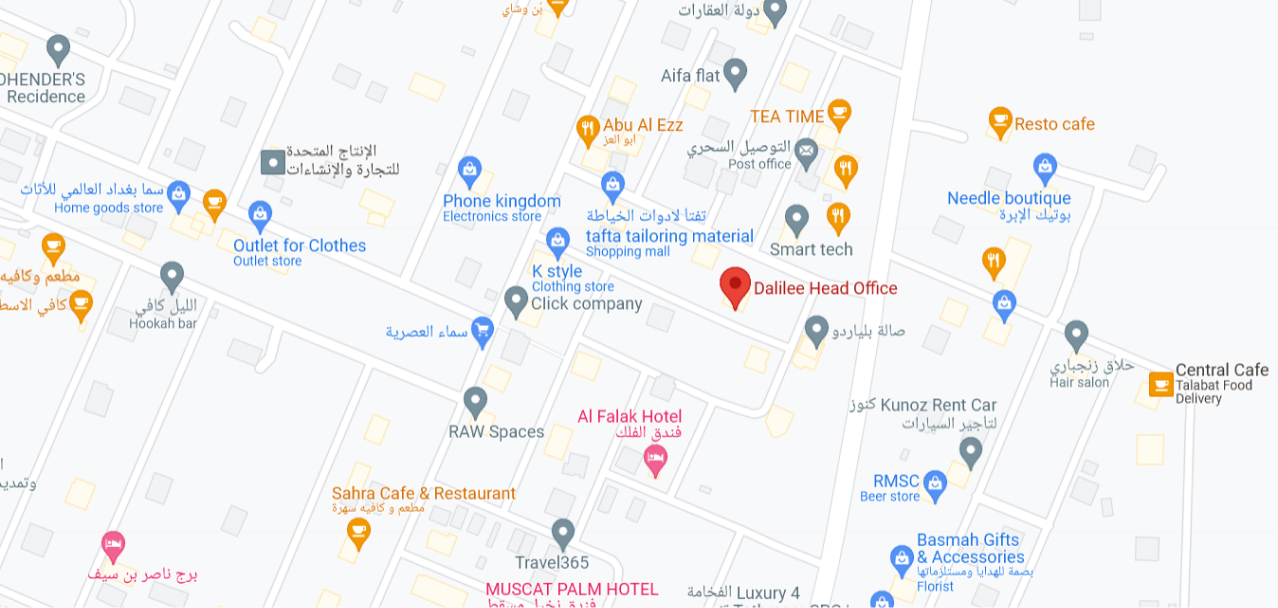 بن وشاي
دولة العقارات
OHENDER'S
Recidence
Aifa flat
Abu Al Ezz
ابو العز
TEA TIME
Resto cafe
التوصيل السحري
Post office
الإنتاج المتحدة
للتجارة والإنشاءات
سما بغداد العالمي للأثاث
Home goods store
Phone kingdom
Electronics store
تفتا لادوات الخياطة
tafta tailoring material
Shopping mall
Needle boutique
بوتيك الإبرة
Outlet for Clothes
Outlet store
Smart tech
K style
Clothing store
مطعم وكافيه
كافي الاسط
الليل كافي
Hookah bar
Click company
Dalilee Head Office
سماء العصرية
صالة بلياردو
حلاق زنجباري
Hair salon
Central Cafe
Talabat Food
Delivery
Kunoz Rent Car كنوز
لتأجير السيارات
Al Falak Hotel
فندق الفلك
RAW Spaces
وتمديد
RMSC
Beer store
Sahra Cafe & Restaurant
مطعم و كافيه سهرة
Basmah Gifts
& Accessories
بصمة للهدايا ومستلزماتها
Florist
Travel365
برج ناصر بن سيف
MUSCAT PALM HOTEL
فندق نخيل مسقط
الفخامة Luxury 4